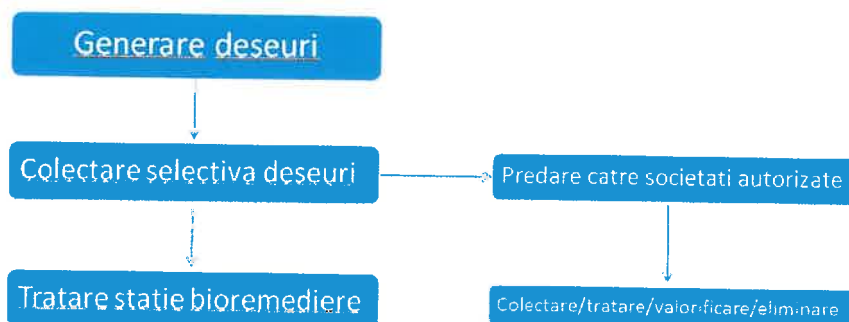 Generare deseuri
Colectare selectiva deseuri
Predare catre societati autorizate
Tratare statie bioremediere
Colectare/tratare/valorificare/eliminare